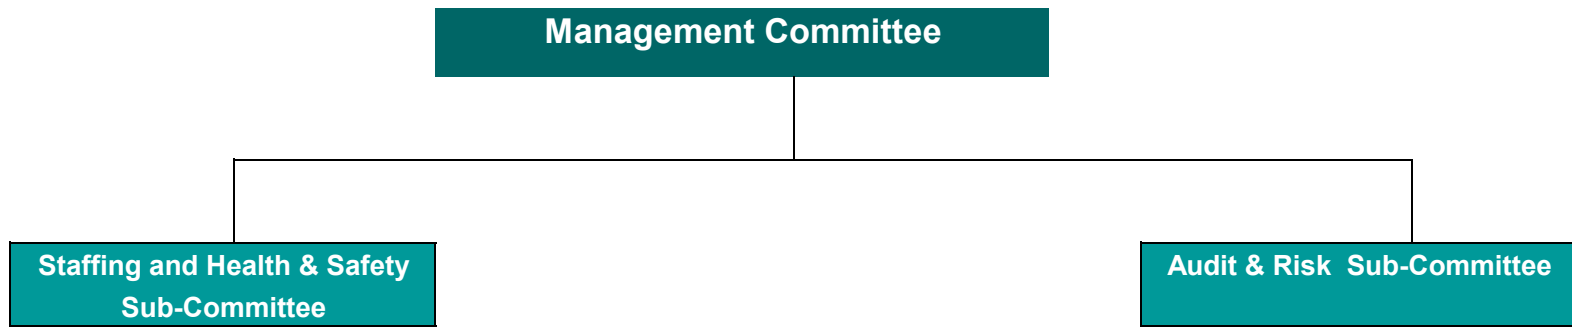 Management Committee
Staffing and Health & Safety
Sub-Committee
Audit & Risk  Sub-Committee